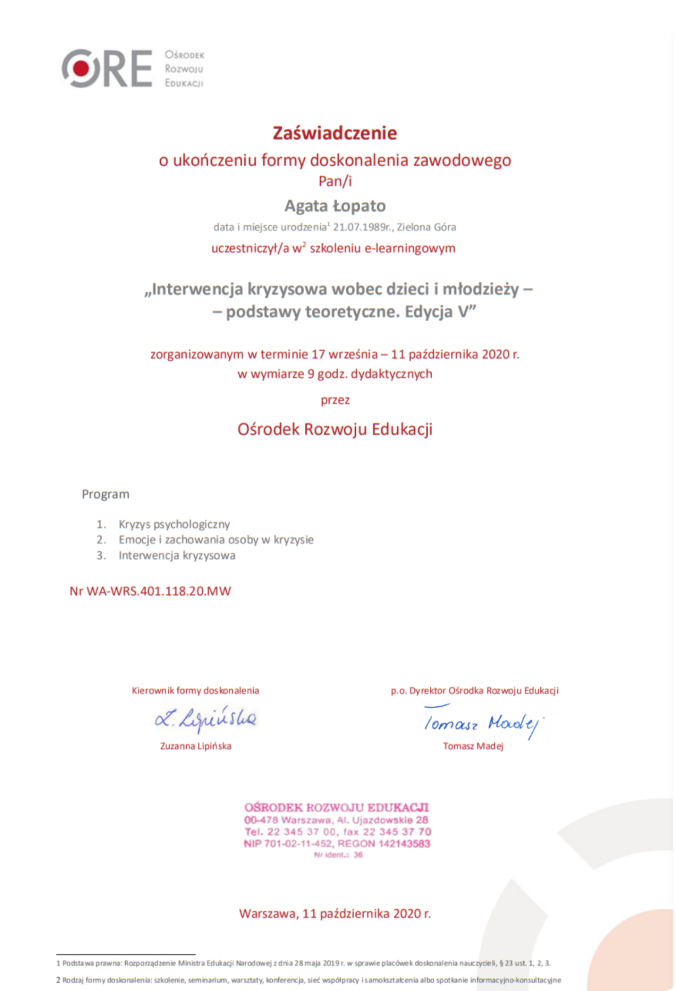 ORE
Ośrodek
Rozwoju
Edukacji
Zaświadczenie
o ukończeniu formy doskonalenia zawodowego
Pan/i
Agata Łopato
data i miejsce urodzenia¹ 21.07.1989r., Zielona Góra
uczestniczył/a w² szkoleniu e-learningowym
„Interwencja kryzysowa wobec dzieci i młodzieży –
– podstawy teoretyczne. Edycja V”
zorganizowanym w terminie 17 września – 11 października 2020 r.
w wymiarze 9 godz. dydaktycznych
przez
Ośrodek Rozwoju Edukacji
Program
1. Kryzys psychologiczny
2. Emocje i zachowania osoby w kryzysie
3. Interwencja kryzysowa
Nr WA-WRS.401.118.20.MW
Kierownik formy doskonalenia
Z. Lipińska
Zuzanna Lipińska
p.o. Dyrektor Ośrodka Rozwoju Edukacji
Tomasz Madej
Tomasz Madej
OŚRODEK ROZWOJU EDUKACJI
00-478 Warszawa, Al. Ujazdowskie 28
Tel. 22 345 37 00, fax 22 345 37 70
NIP 701-02-11-452, REGON 142143583
Nr ident.: 36
Warszawa, 11 października 2020 r.
1 Podstawa prawna: Rozporządzenie Ministra Edukacji Narodowej z dnia 28 maja 2019 r. w sprawie placówek doskonalenia nauczycieli, § 23 ust. 1, 2, 3.
2 Rodzaj formy doskonalenia: szkolenie, seminarium, warsztaty, konferencja, sieć współpracy i samokształcenia albo spotkanie informacyjno-konsultacyjne